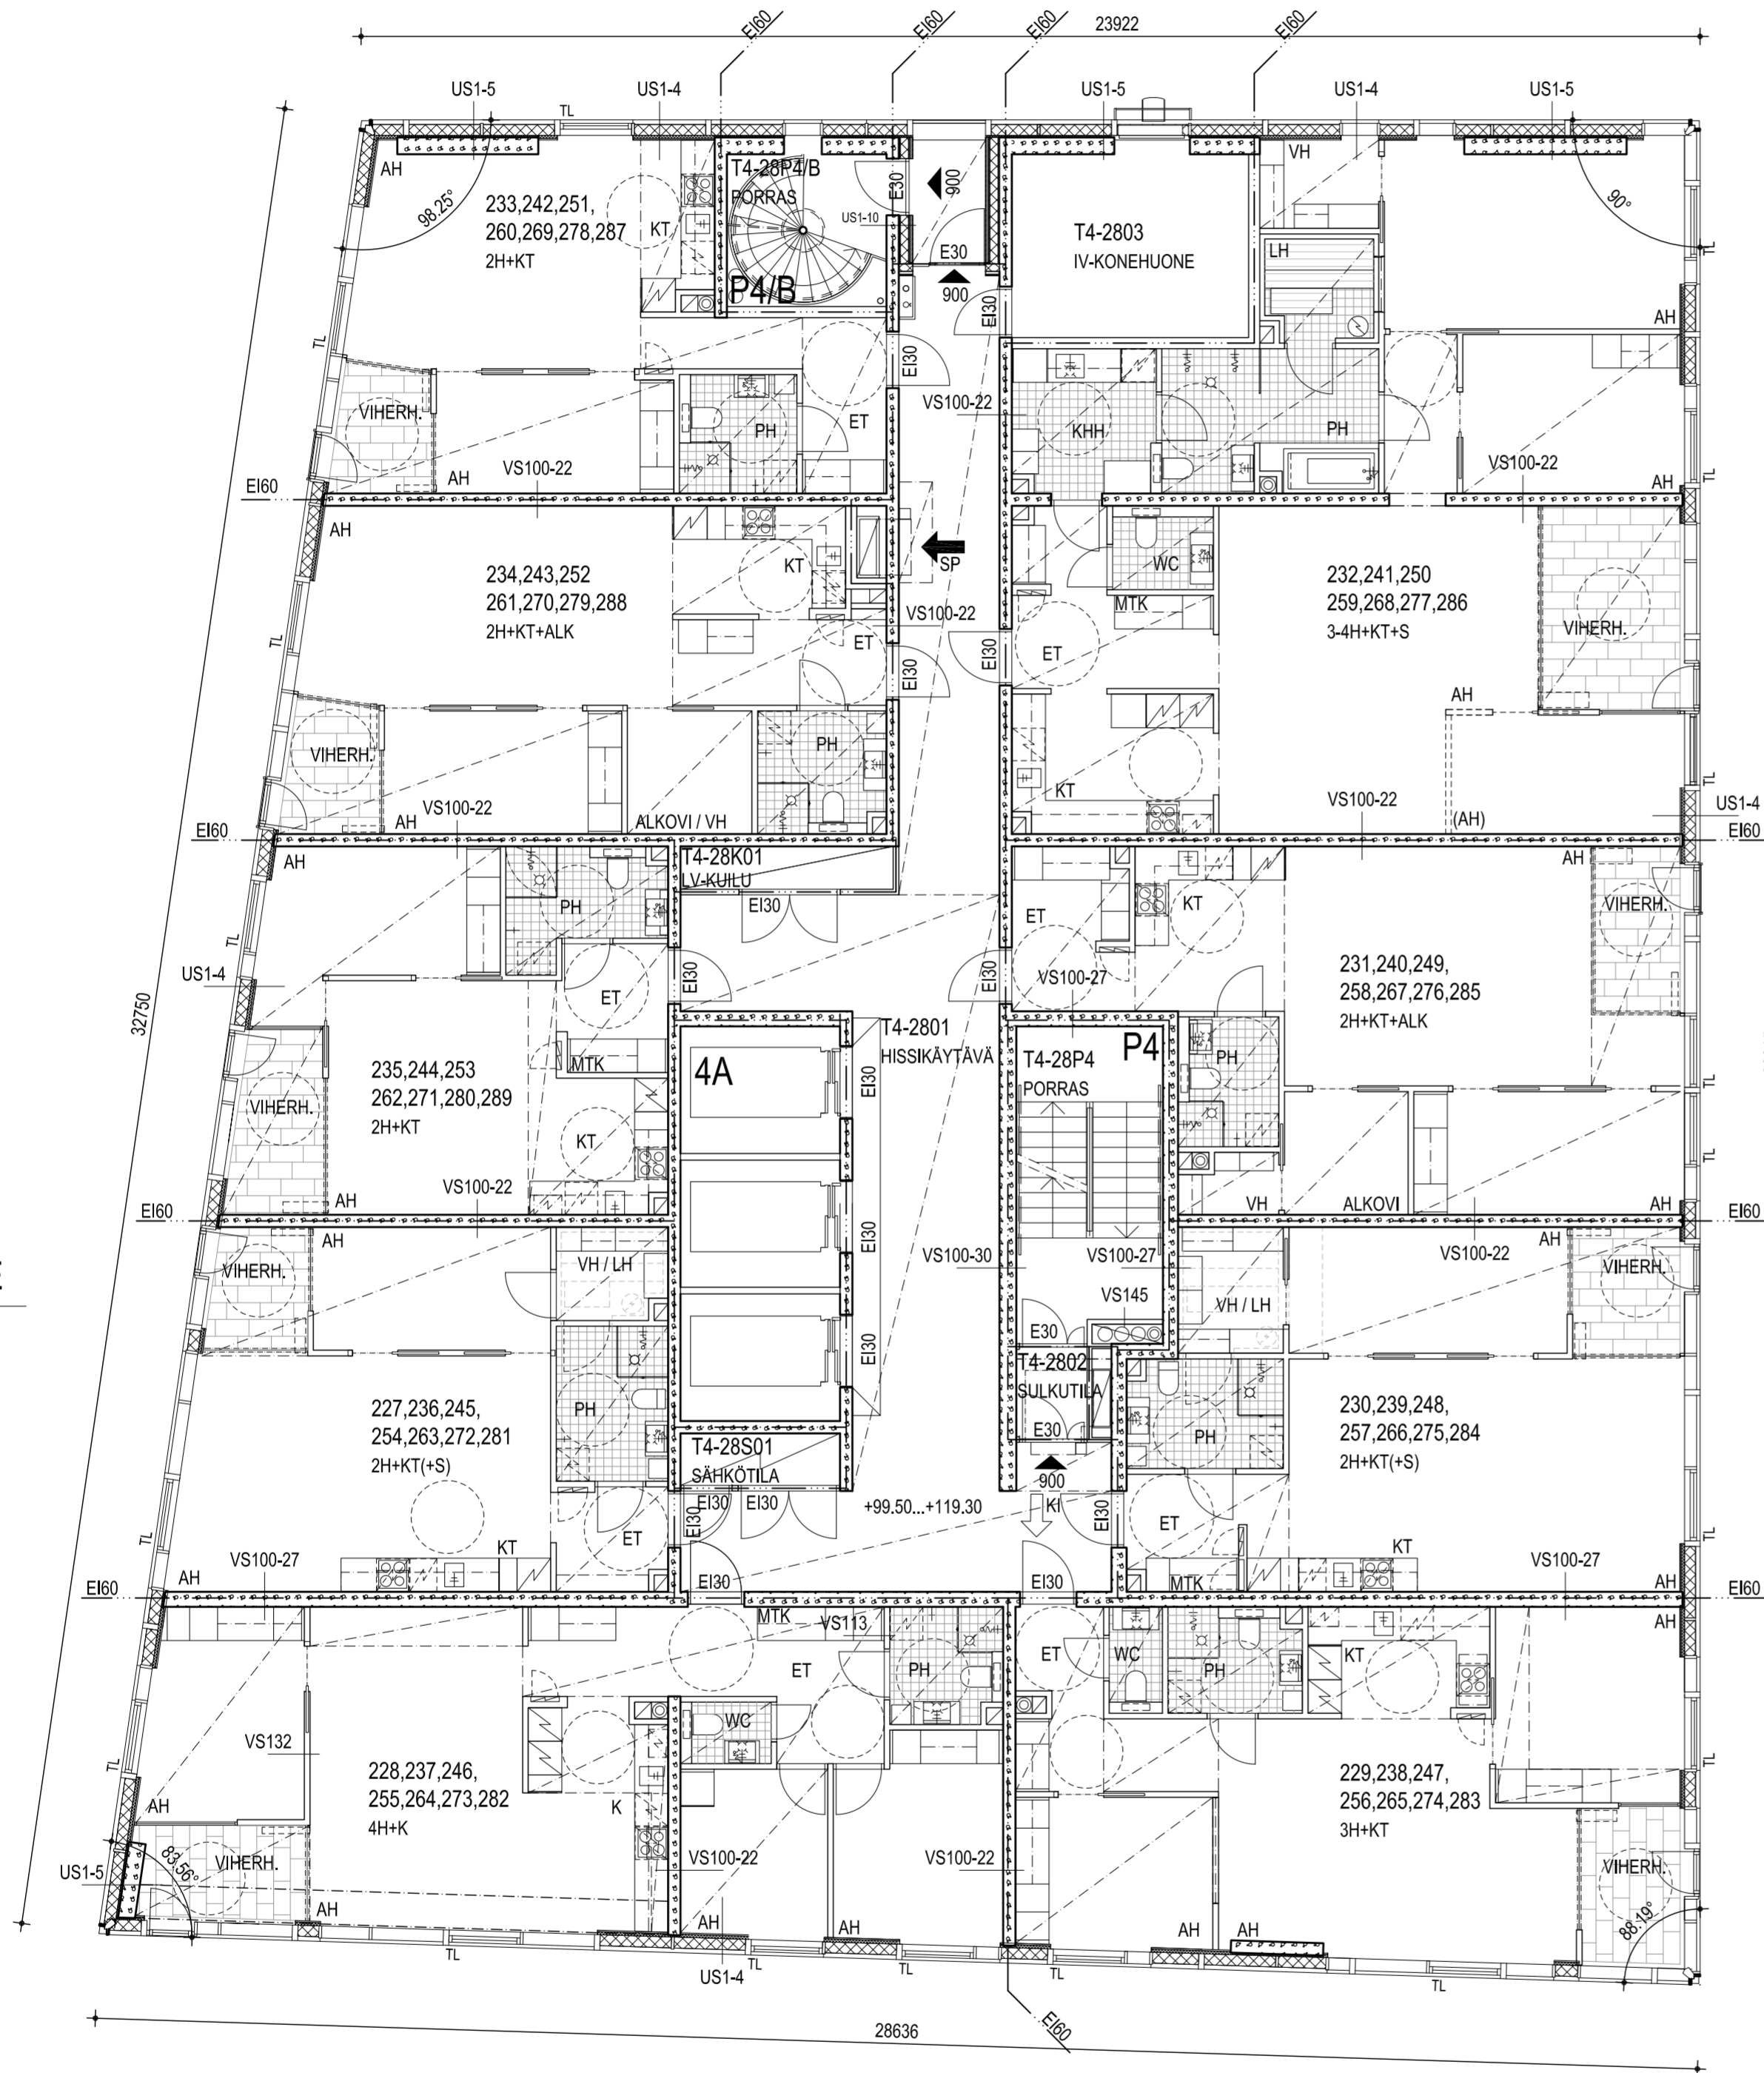 EI60
EI60
EI60
23922
EI60
US1-5
TL
US1-4
US1-5
US1-4
US1-5
AH
98.25°
233,242,251,
260,269,278,287
2H+KT
KT
T4-28P4/B
PORRAS
P4/B
US1-10
E30
900
E30
900
EI30
T4-2803
IV-KONEHUONE
VH
LH
90°
TL
AH
TL
VIHERH.
AH
VS100-22
PH
ET
EI30
VS100-22
KHH
PH
VS100-22
AH
TL
EI60
AH
234,243,252
261,270,279,288
2H+KT+ALK
KT
SP
VS100-22
ET
EI30
EI30
WC
MTK
ET
232,241,250
259,268,277,286
3-4H+KT+S
VIHERH.
AH
TL
VIHERH.
AH
VS100-22
ALKOVI / VH
PH
KT
VS100-22
(AH)
TL
US1-4
EI60
EI60
AH
T4-28K01
LV-KUILU
EI30
PH
ET
KT
AH
VIHERH.
TL
US1-4
ET
EI30
EI30
VS100-27
231,240,249,
258,267,276,285
2H+KT+ALK
32750
T4-2801
HISSIKÄYTÄVÄ
4A
T4-28P4
PORRAS
P4
PH
TL
235,244,253
262,271,280,289
2H+KT
MTK
VIHERH.
KT
EI30
AH
VS100-22
VH
ALKOVI
AH
TL
EI60
EI60
AH
VIHERH.
VH / LH
EI30
VS100-30
VS100-27
VS145
VS100-22
AH
VIHERH.
VH / LH
E30
EI30
T4-2802
SULKUTILA
E30
227,236,245,
254,263,272,281
2H+KT(+S)
PH
T4-28S01
SÄHKÖTILA
900
KI
+99.50...+119.30
PH
230,239,248,
257,266,275,284
2H+KT(+S)
EI30
EI30
EI30
EI30
TL
ET
ET
TL
VS100-27
KT
AH
EI30
EI30
MTK
KT
VS100-27
AH
EI60
EI60
MTK
VS113
ET
PH
ET
WC
PH
KT
AH
VS132
WC
TL
TL
228,237,246,
255,264,273,282
4H+K
K
AH
229,238,247,
256,265,274,283
3H+KT
US1-5
83.56°
VIHERH.
AH
VS100-22
VS100-22
VIHERH.
88.19°
AH
AH
AH
AH
TL
US1-4
TL
TL
TL
TL
28636
EI60